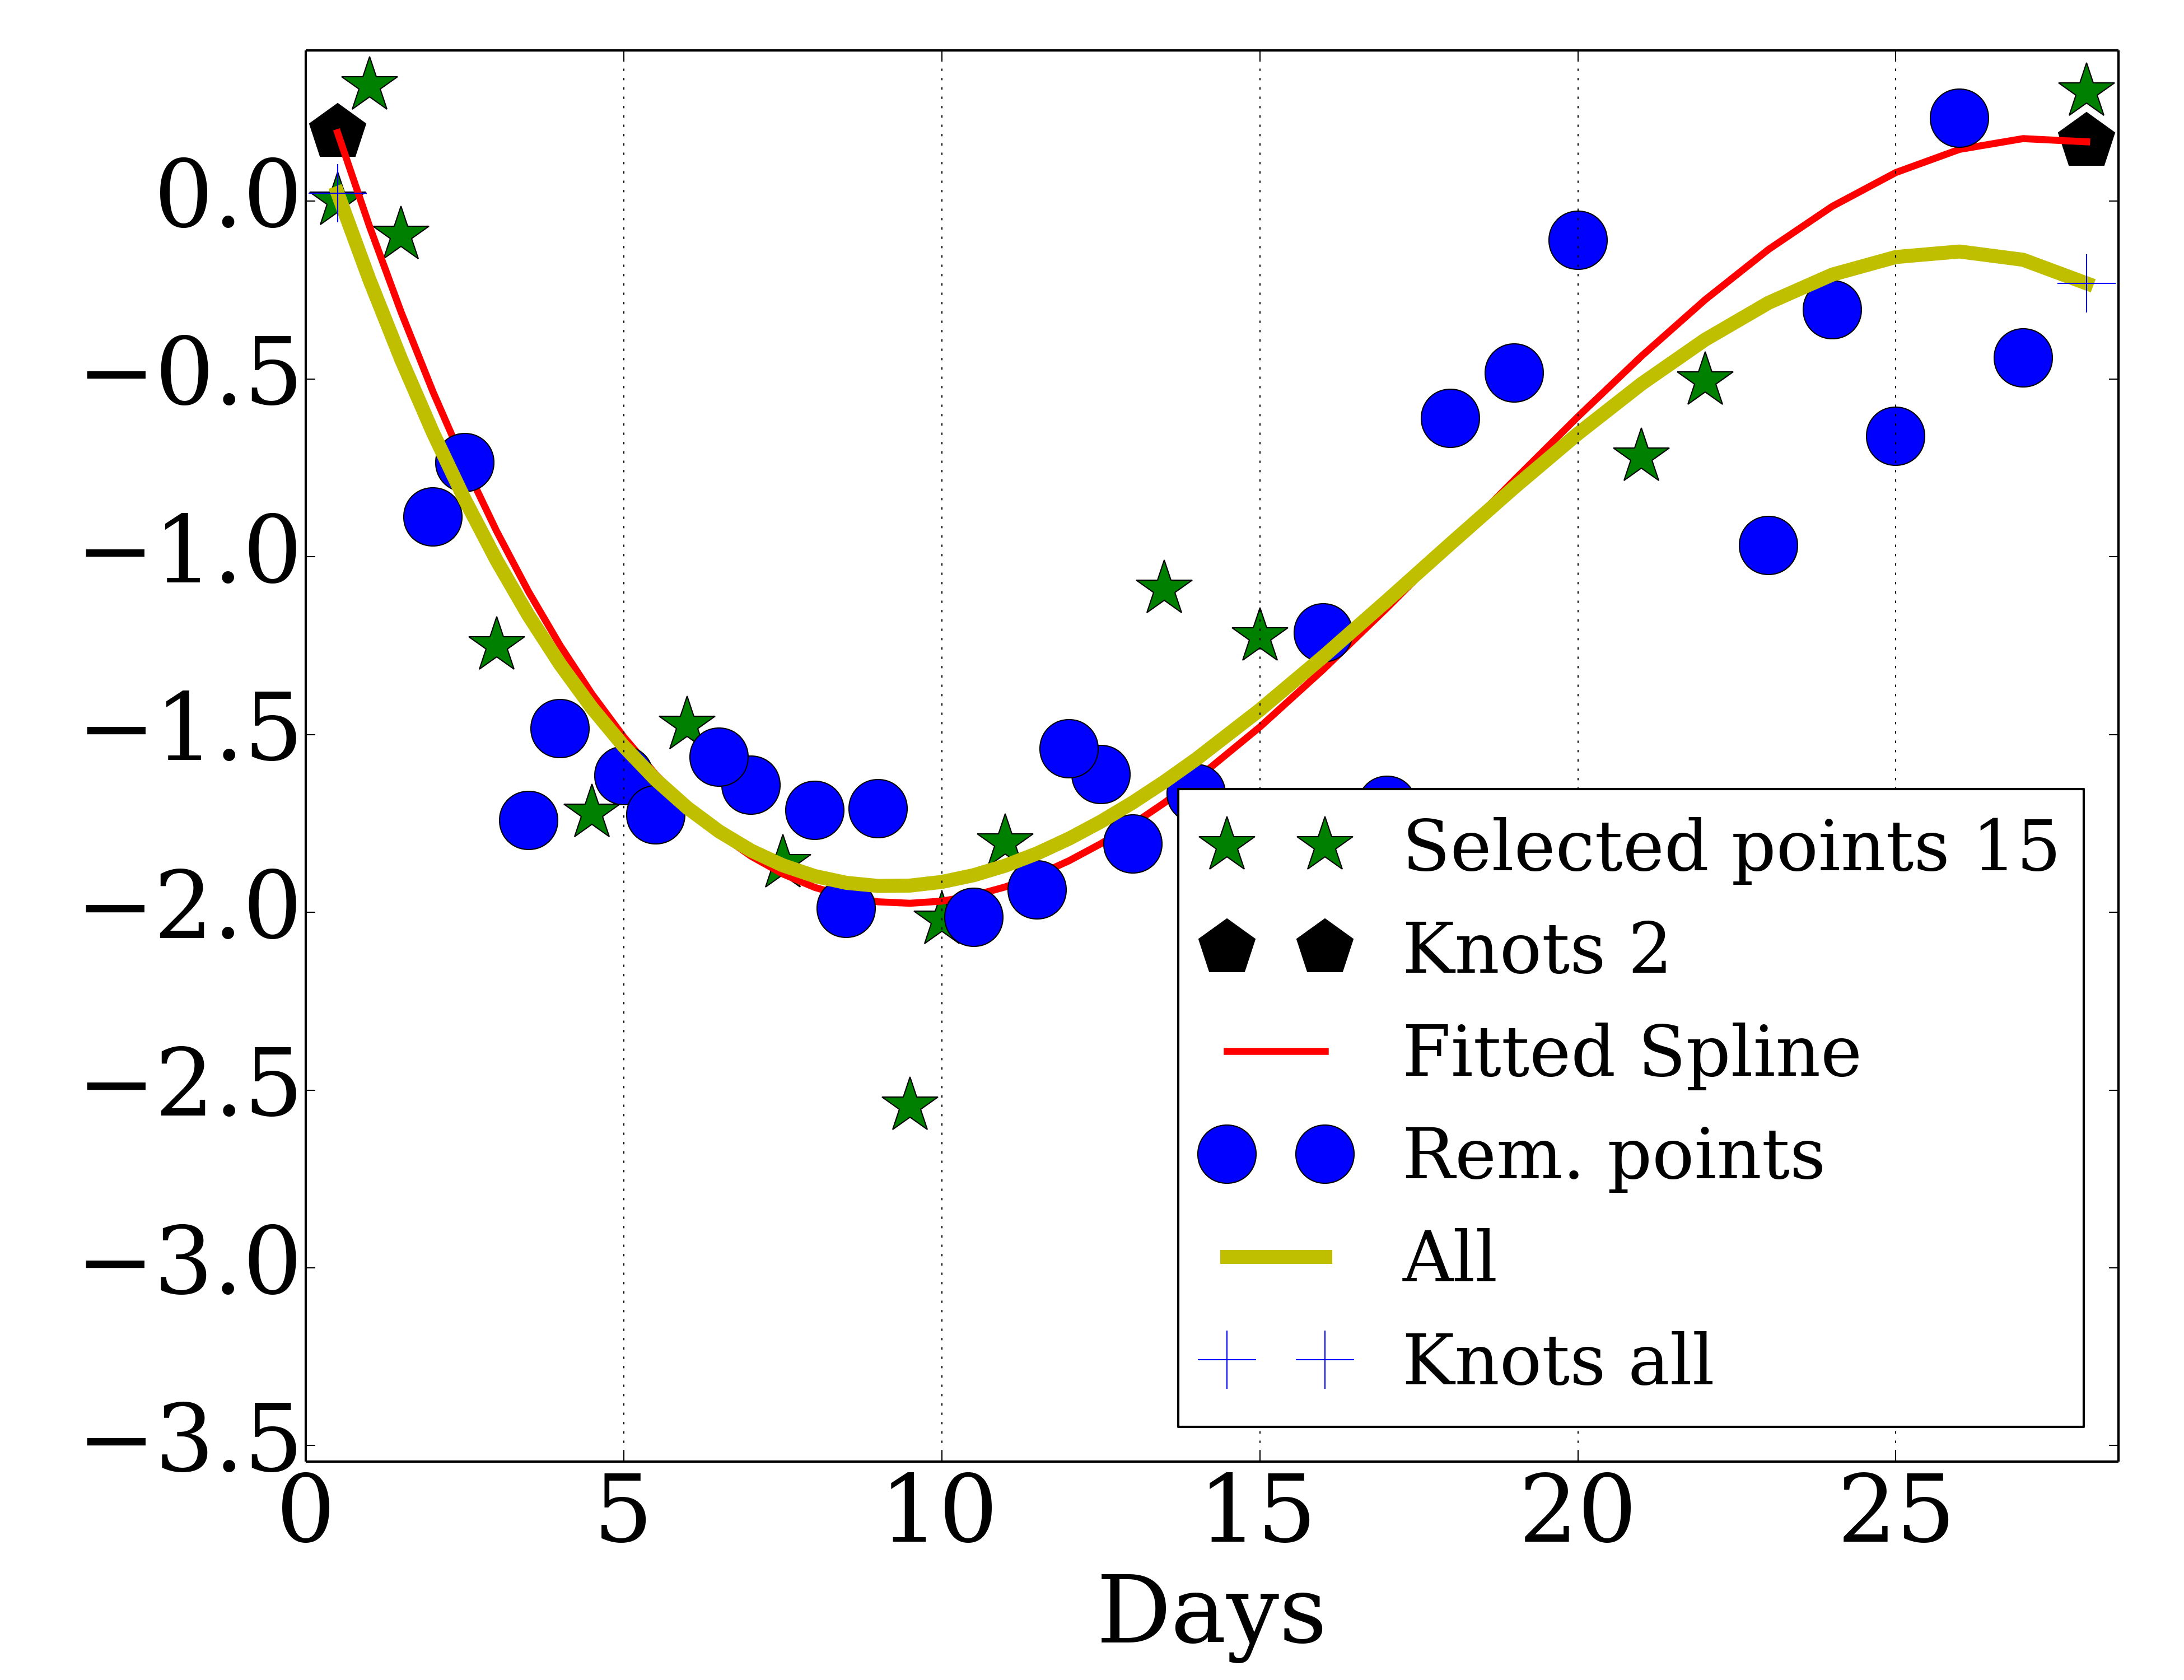 0.0
−0.5
−1.0
−1.5
−2.0
−2.5
−3.0
−3.5
Selected points 15
Knots 2
Fitted Spline
Rem. points
All
Knots all
0 5 10 15 20 25
Days